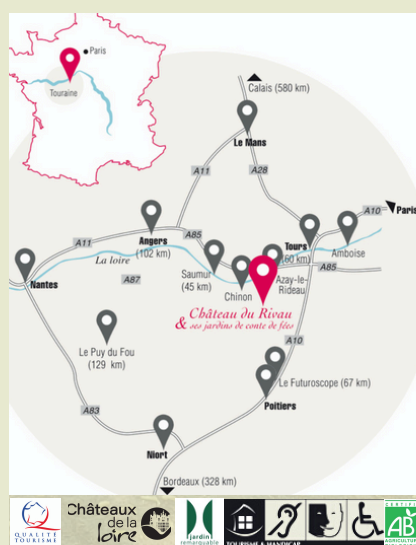 Paris
Touraine
Calais (580 km)
Le Mans
A11
A28
A10
Paris
Angers
(102 km)
A85
Tours
(60 km)
Amboise
A11
La loire
Saumur
(45 km)
A85
A87
Chinon
Azay-le-
Rideau
Nantes
Château du Rivau
& ses jardins de conte de fées
Le Puy du Fou
(129 km)
A10
Le Futuroscope (67 km)
A83
Poitiers
Niort
Bordeaux (328 km)
QUALITÉ
TOURISME
Châteaux
de la
loire
jardin
remarquable
TOURISME & HANDICAP
CERTIFIÉ
AB
AGRICULTURE